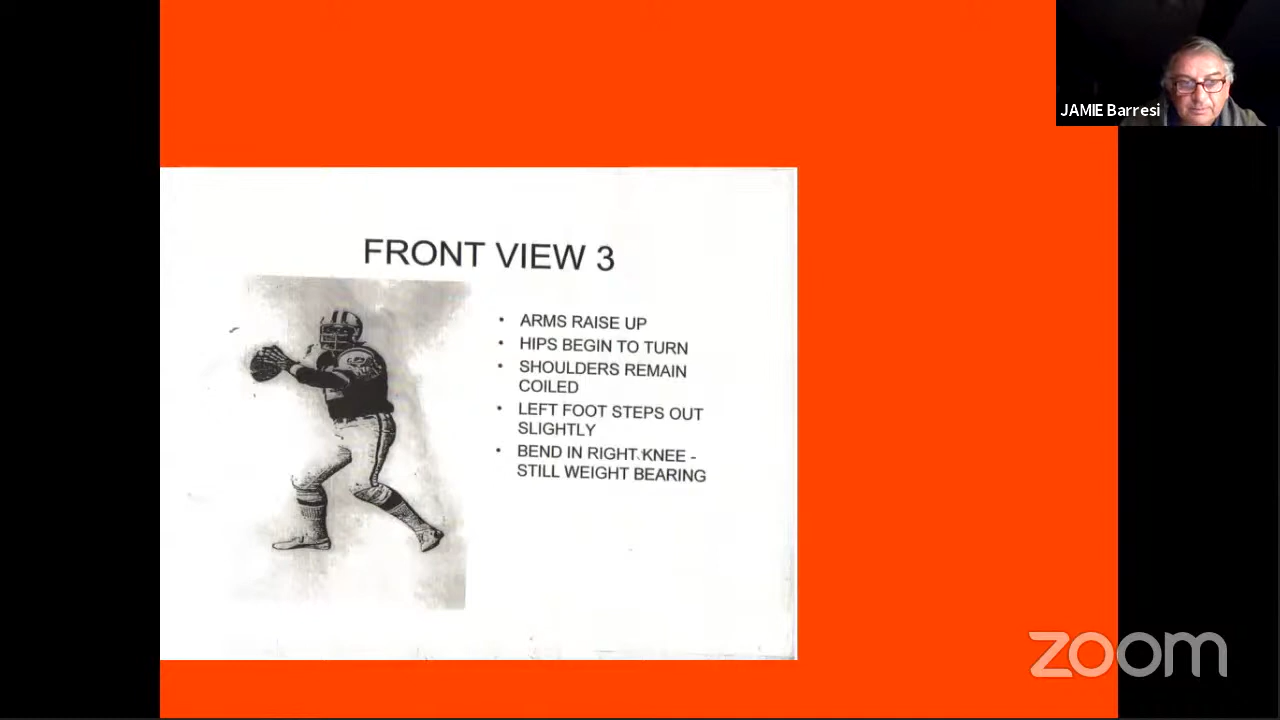 JAMIE Barresi
FRONT VIEW 3
• ARMS RAISE UP
• HIPS BEGIN TO TURN
• SHOULDERS REMAIN
COILED
• LEFT FOOT STEPS OUT
SLIGHTLY
• BEND IN RIGHT KNEE -
STILL WEIGHT BEARING
zoom